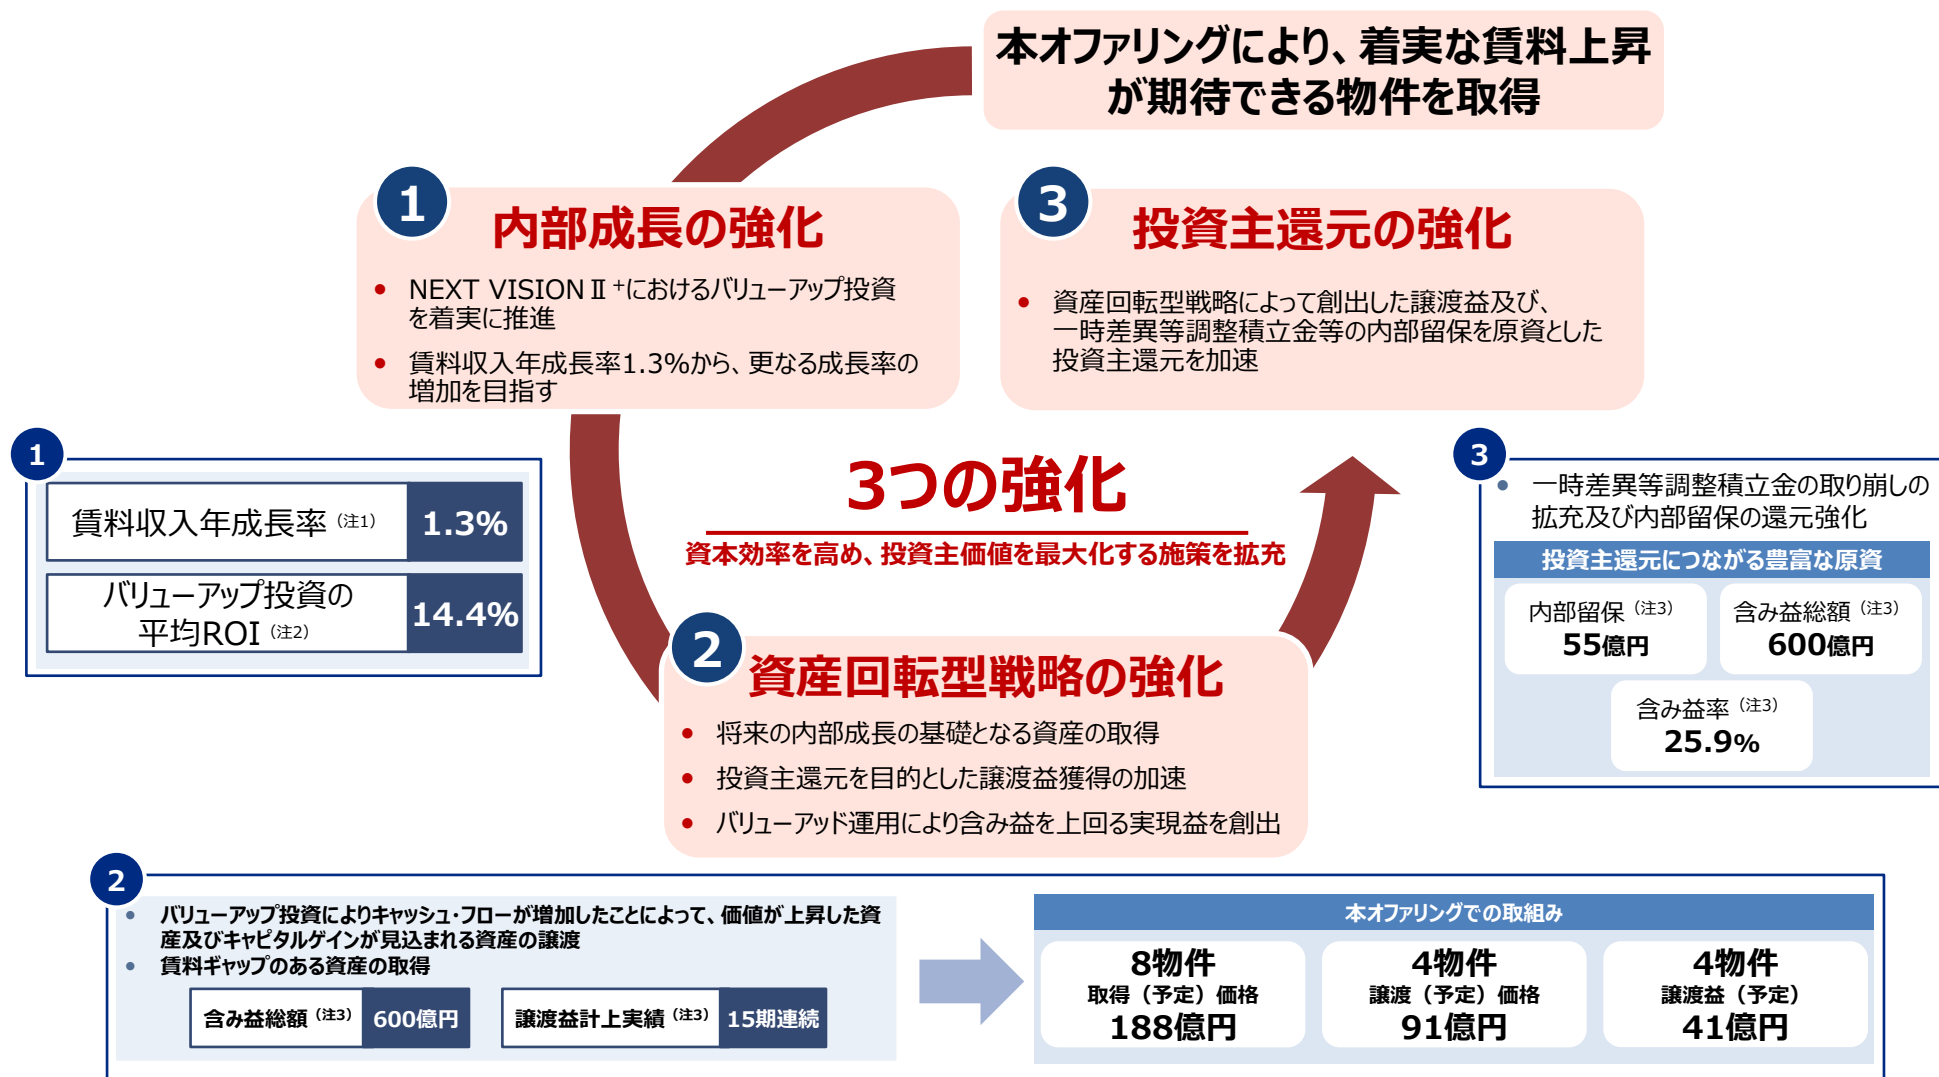 本オファリングにより、着実な賃料上昇
が期待できる物件を取得
1
内部成長の強化
• NEXT VISIONⅡ+におけるバリューアップ投資
を着実に推進
• 賃料収入年成長率1.3%から、更なる成長率の
増加を目指す
3
投資主還元の強化
• 資産回転型戦略によって創出した譲渡益及び、
一時差異等調整積立金等の内部留保を原資とした
投資主還元を加速
3つの強化
資本効率を高め、投資主価値を最大化する施策を拡充
1
賃料収入年成長率(注1) 1.3%
バリューアップ投資の
平均ROI(注2)
14.4%
2
資産回転型戦略の強化
• 将来の内部成長の基礎となる資産の取得
• 投資主還元を目的とした譲渡益獲得の加速
• バリューアッド運用により含み益を上回る実現益を創出
3
• 一時差異等調整積立金の取り崩しの
拡充及び内部留保の還元強化
投資主還元につながる豊富な原資
内部留保(注3)
55億円
含み益総額(注3)
600億円
含み益率(注3)
25.9%
2
• バリューアップ投資によりキャッシュ・フローが増加したことによって、価値が上昇した資
産及びキャピタルゲインが見込まれる資産の譲渡
• 賃料ギャップのある資産の取得
含み益総額(注3) 600億円
譲渡益計上実績(注3) 15期連続
本オファリングでの取組み
8物件
取得(予定)価格
188億円
4物件
譲渡(予定)価格
91億円
4物件
譲渡益(予定)
41億円